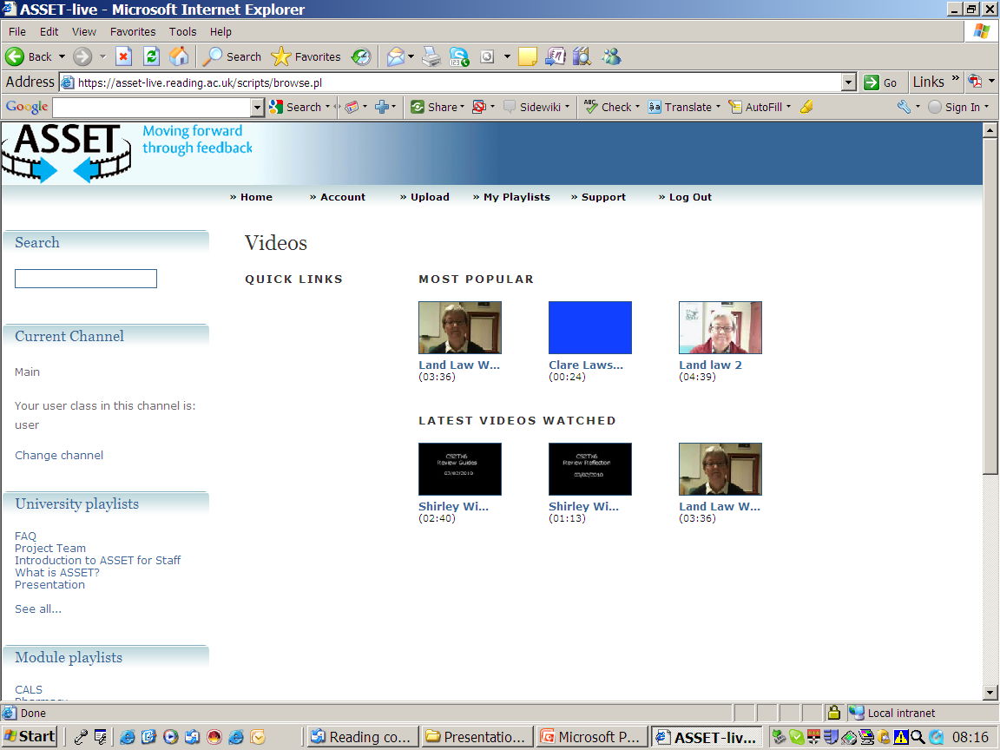 ASSET-live - Microsoft Internet Explorer
File Edit View Favorites Tools Help
Back Search Favorites
Address https://asset-live.reading.ac.uk/scripts/browse.pl Go Links »
Google Search Share Sidewiki Check Translate AutoFill Sign In
ASSET
Moving forward
through feedback
» Home » Account » Upload » My Playlists » Support » Log Out
Search
Current Channel
Main
Your user class in this channel is:
user
Change channel
University playlists
FAQ
Project Team
Introduction to ASSET for Staff
What is ASSET?
Presentation
See all...
Module playlists
CALS
Pharmacy
Videos
QUICK LINKS
MOST POPULAR
Land Law W...
(03:36)
Clare Laws...
(00:24)
Land law 2
(04:39)
LATEST VIDEOS WATCHED
CS2TX6
Review Guides
03/02/2010
Shirley Wi...
(02:40)
CS2TX6
Review Reflection
03/02/2010
Shirley Wi...
(01:13)
Land Law W...
(03:36)
Done Local intranet
Start Reading co... Presentatio... Microsoft P... ASSET-liv... 08:16